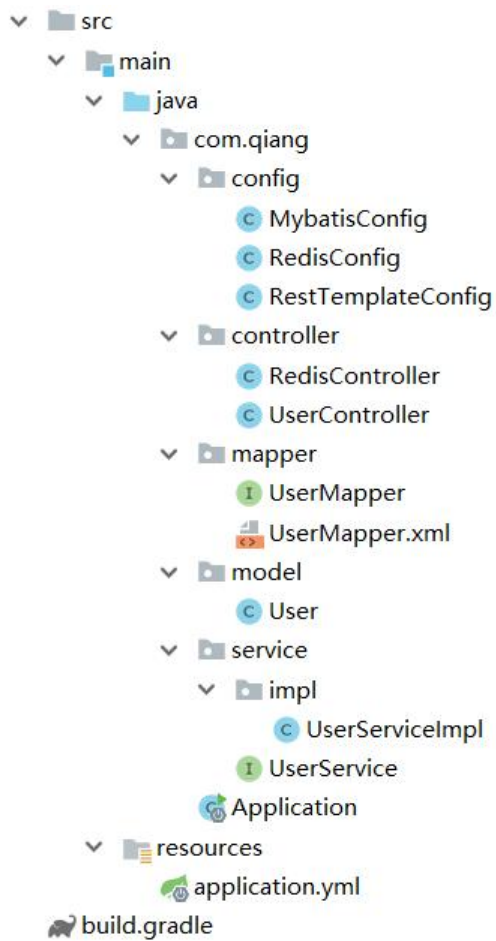 src
main
java
com.qiang
config
MybatisConfig
RedisConfig
RestTemplateConfig
controller
RedisController
UserController
mapper
UserMapper
UserMapper.xml
model
User
service
impl
UserServiceImpl
UserService
Application
resources
application.yml
build.gradle